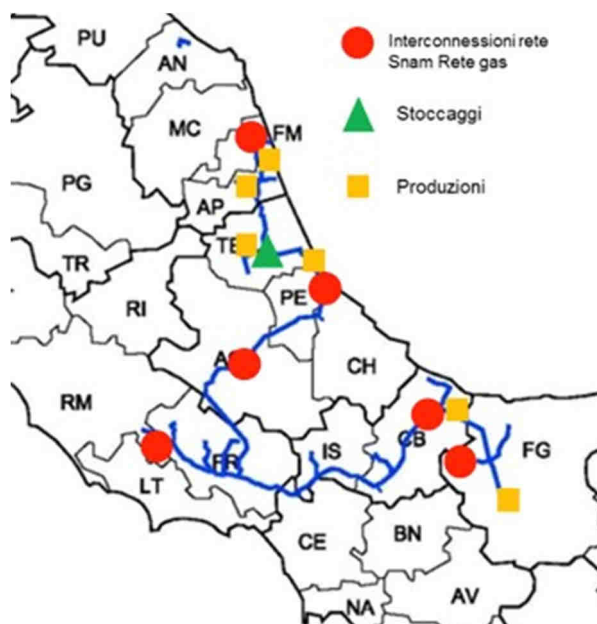 PU
AN
Interconnessioni rete
Snam Rete gas
MC
FM
Stoccaggi
PG
AP
Produzioni
TR
TE
RI
PE
AQ
CH
RM
CB
FR
IS
FG
LT
CE
BN
NA
AV